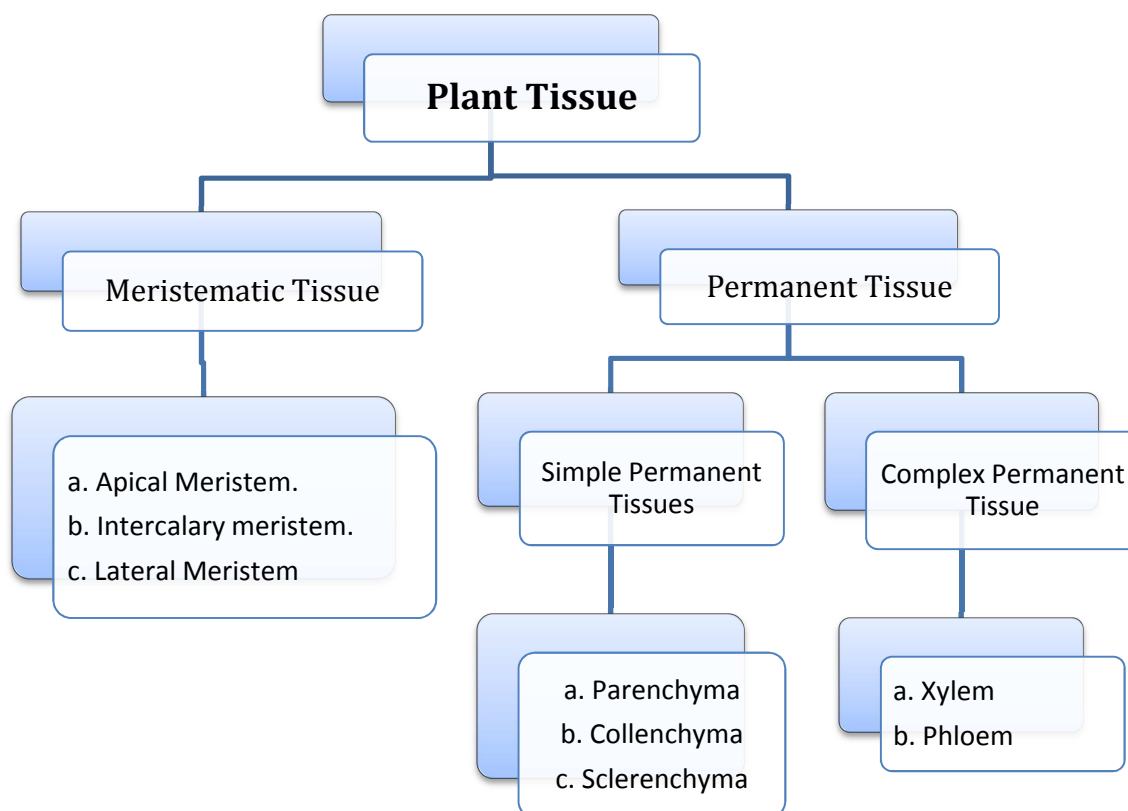 Plant Tissue
Meristematic Tissue
Permanent Tissue
a. Apical Meristem.
b. Intercalary meristem.
c. Lateral Meristem
Simple Permanent
Tissues
Complex Permanent
Tissue
a. Parenchyma
b. Collenchyma
c. Sclerenchyma
a. Xylem
b. Phloem